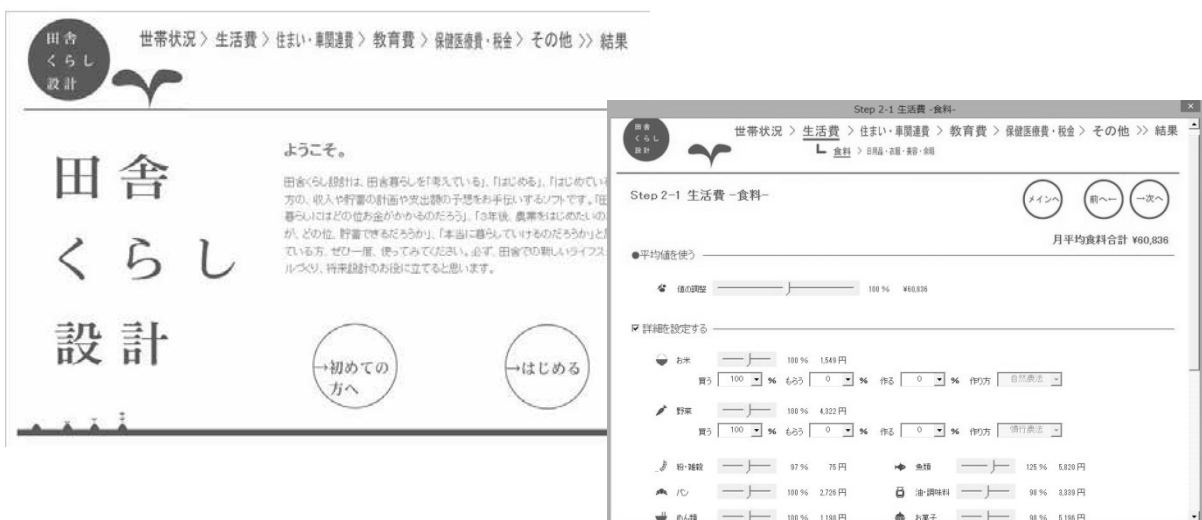 田舎
くらし
設計
世帯状況 〉 生活費 〉 住まい・車関連費 〉 教育費 〉 保健医療費・税金 〉 その他 》 結果
田舎
くらし
設計
ようこそ。
田舎くらし設計は、田舎暮らしを「考えている」、「はじめる」、「はじめてい
方の、収入や貯蓄の計画や支出額の予想をお手伝いするソフトです。「田
暮らしにはどの位お金がかかるのだろう」、「3年後、農業をはじめたいの
が、どの位、貯蓄できるだろうか」、「本当に暮らしていけるのだろうか」と思
ている方、ぜひ一度、使ってみてください。必ず、田舎での新しいライフス
ルづくり、将来設計のお役に立てると思います。
→初めての
方へ
→はじめる
Step 2-1 生活費 -食料-
田舎
くらし
設計
世帯状況 〉 生活費 〉 住まい・車関連費 〉 教育費 〉 保健医療費・税金 〉 その他 》 結果
食料 〉 日用品・衣服・美容・余暇
Step 2-1 生活費 -食料-
メインへ
前へ←
→次へ
月平均食料合計 ¥60,836
●平均値を使う
値の調整 100 % ¥60,836
詳細を設定する
お米 100 % 1,549 円
買う 100 % もらう 0 % 作る 0 % 作り方 自然農法
野菜 100 % 4,322 円
買う 100 % もらう 0 % 作る 0 % 作り方 慣行農法
粉・雑穀 97 % 75 円 魚類 125 % 5,820 円
パン 100 % 2,726 円 油・調味料 98 % 3,339 円
めん類 100 % 1,198 円 お菓子 98 % 5,196 円